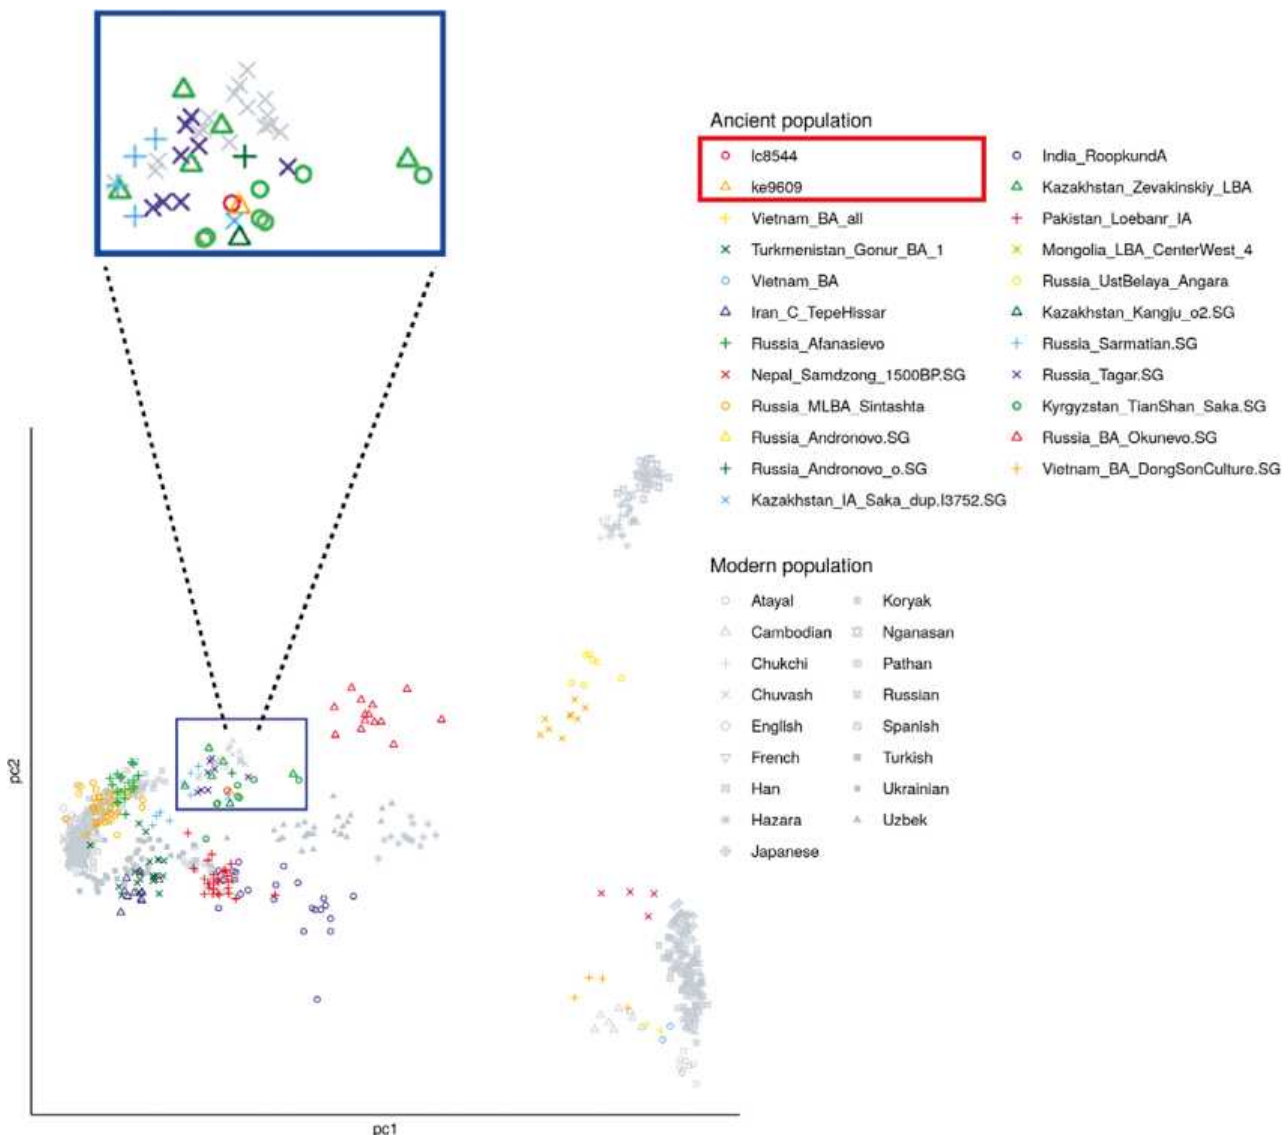 Ancient population
lc8544
ke9609
Vietnam_BA_all
Turkmenistan_Gonur_BA_1
Vietnam_BA
Iran_C_TepeHissar
Russia_Afanasievo
Nepal_Samdzong_1500BP.SG
Russia_MLBA_Sintashta
Russia_Andronovo.SG
Russia_Andronovo_o.SG
Kazakhstan_IA_Saka_dup.I3752.SG
India_RoopkundA
Kazakhstan_Zevakinskiy_LBA
Pakistan_Loebanr_IA
Mongolia_LBA_CenterWest_4
Russia_UstBelaya_Angara
Kazakhstan_Kangju_o2.SG
Russia_Sarmatian.SG
Russia_Tagar.SG
Kyrgyzstan_TianShan_Saka.SG
Russia_BA_Okunevo.SG
Vietnam_BA_DongSonCulture.SG
Modern population
Atayal
Cambodian
Chukchi
Chuvash
English
French
Han
Hazara
Japanese
Koryak
Nganasan
Pathan
Russian
Spanish
Turkish
Ukrainian
Uzbek
pc2
pc1